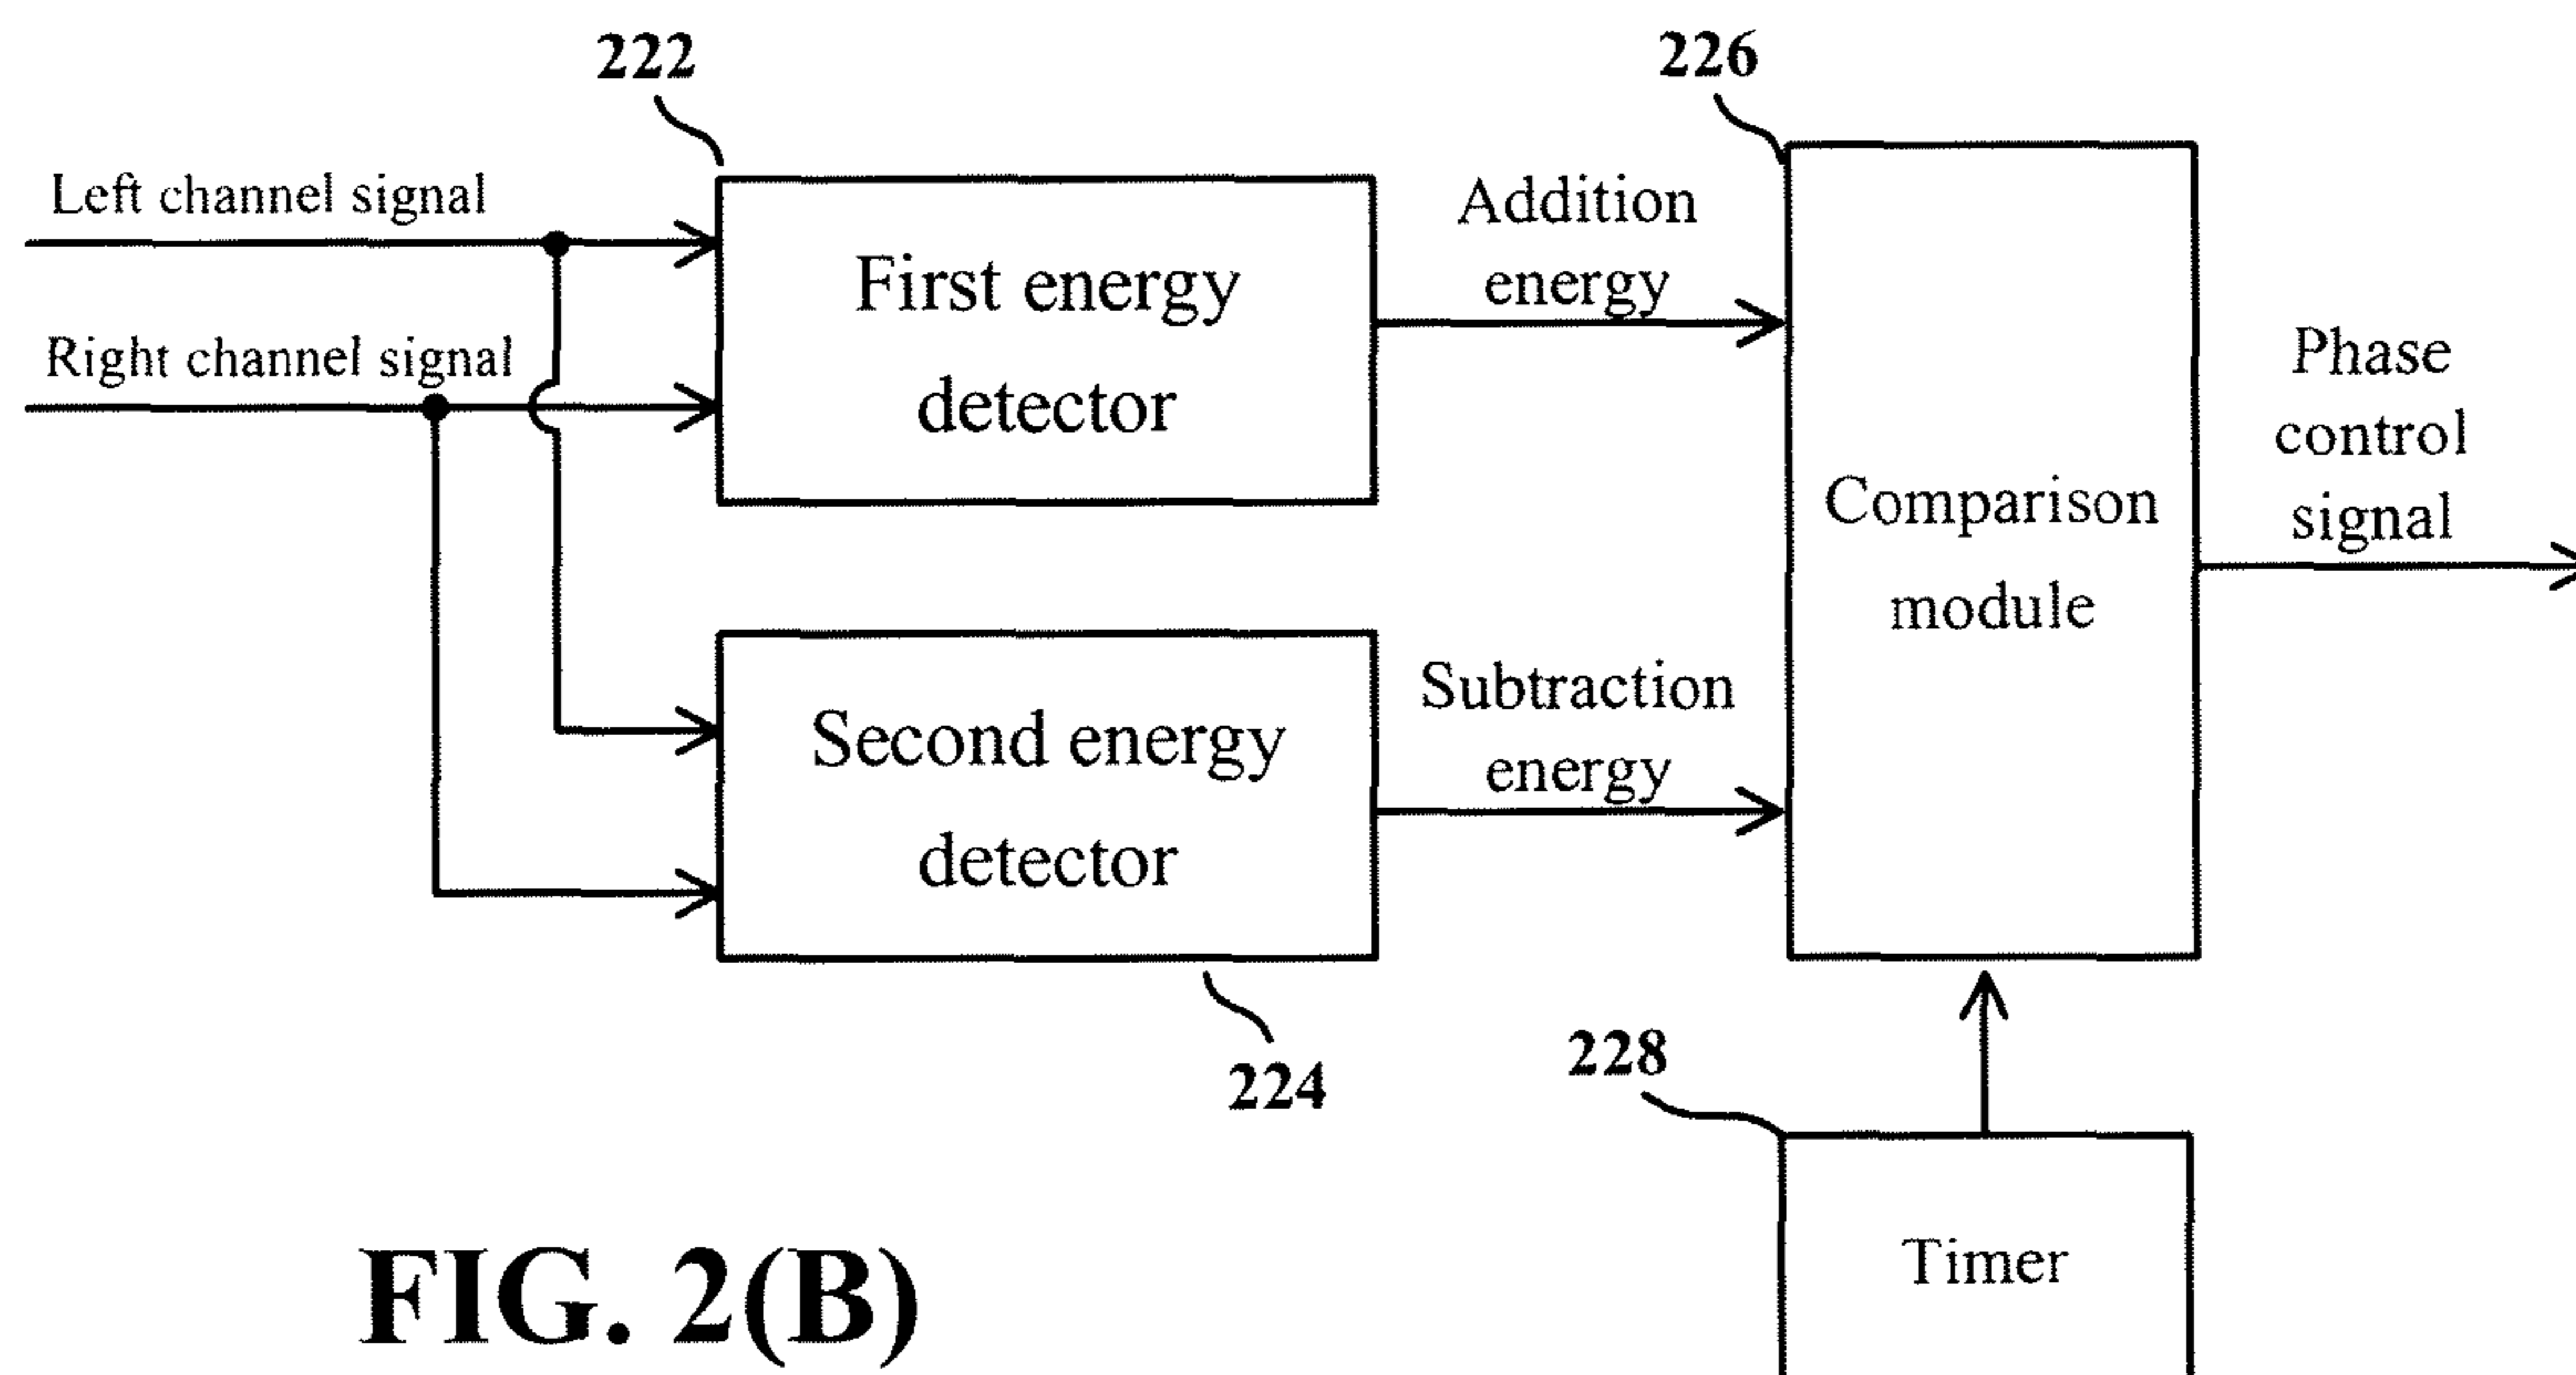 222
226
Left channel signal
Right channel signal
First energy
detector
Addition
energy
Comparison
module
Phase
control
signal
Second energy
detector
Subtraction
energy
224
228
Timer
FIG. 2(B)